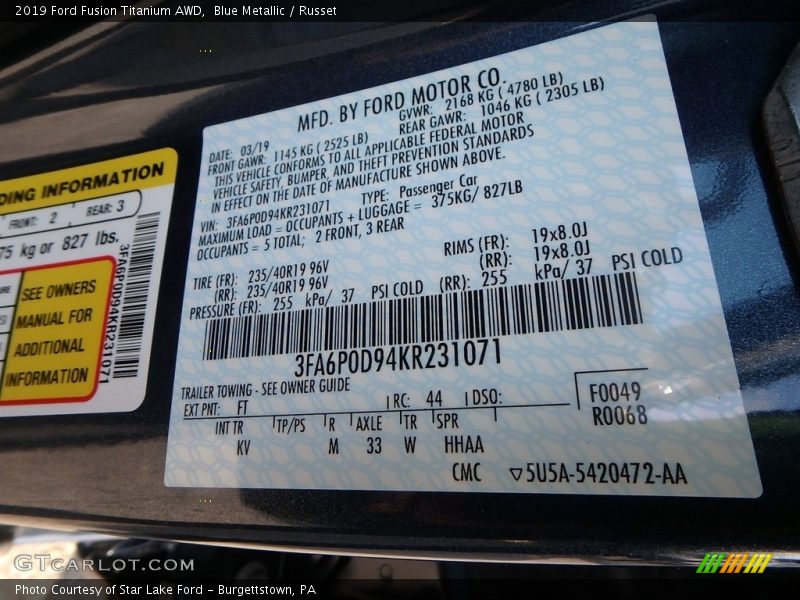 2019 Ford Fusion Titanium AWD,  Blue Metallic / Russet
DING INFORMATION
FRONT: 2 REAR: 3
75 kg or 827 lbs.
SEE OWNERS
MANUAL FOR
ADDITIONAL
INFORMATION
3FA6P0D94KR231071
MFD. BY FORD MOTOR CO.
DATE: 03/19 GVWR: 2168 KG ( 4780 LB)
FRONT GAWR: 1145 KG ( 2525 LB) REAR GAWR: 1046 KG ( 2305 LB)
THIS VEHICLE CONFORMS TO ALL APPLICABLE FEDERAL MOTOR
VEHICLE SAFETY, BUMPER, AND THEFT PREVENTION STANDARDS
IN EFFECT ON THE DATE OF MANUFACTURE SHOWN ABOVE.
VIN: 3FA6P0D94KR231071 TYPE: Passenger Car
MAXIMUM LOAD = OCCUPANTS + LUGGAGE = 375KG/ 827LB
OCCUPANTS = 5 TOTAL; 2 FRONT, 3 REAR
TIRE (FR): 235/40R19 96V RIMS (FR): 19x8.0J
(RR): 235/40R19 96V (RR): 19x8.0J
PRESSURE (FR): 255 kPa/ 37 PSI COLD (RR): 255 kPa/ 37 PSI COLD
3FA6P0D94KR231071
TRAILER TOWING - SEE OWNER GUIDE
EXT PNT: FT RC: 44 DSO: F0049
R0068
INT TR TP/PS R AXLE TR SPR
KV M 33 W HHAA
CMC 5U5A-5420472-AA
GTCARLOT.COM
Photo Courtesy of Star Lake Ford - Burgettstown, PA